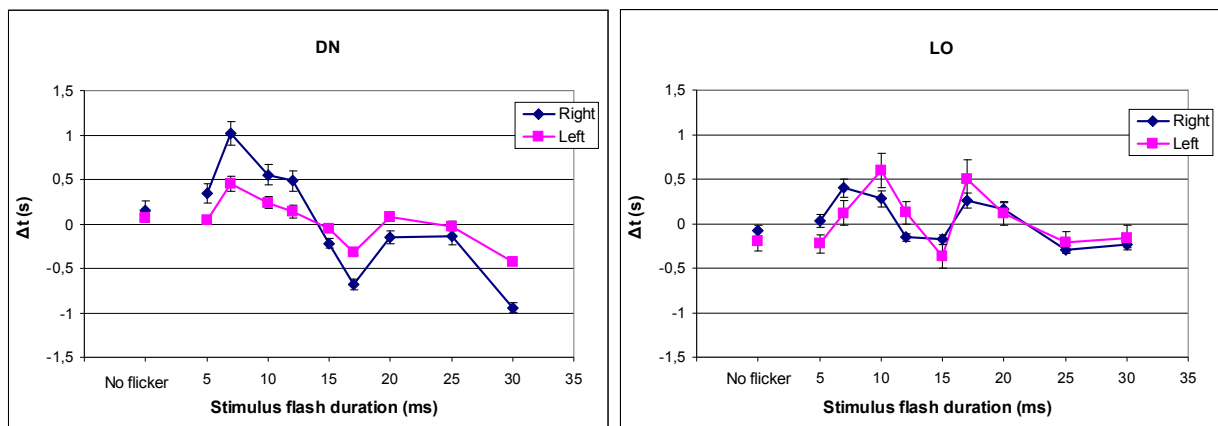 DN
1,5
1
0,5
0
-0,5
-1
-1,5
Δt (s)
Right
Left
No flicker 5 10 15 20 25 30 35
Stimulus flash duration (ms)
LO
1,5
1
0,5
0
-0,5
-1
-1,5
Δt (s)
Right
Left
No flicker 5 10 15 20 25 30 35
Stimulus flash duration (ms)